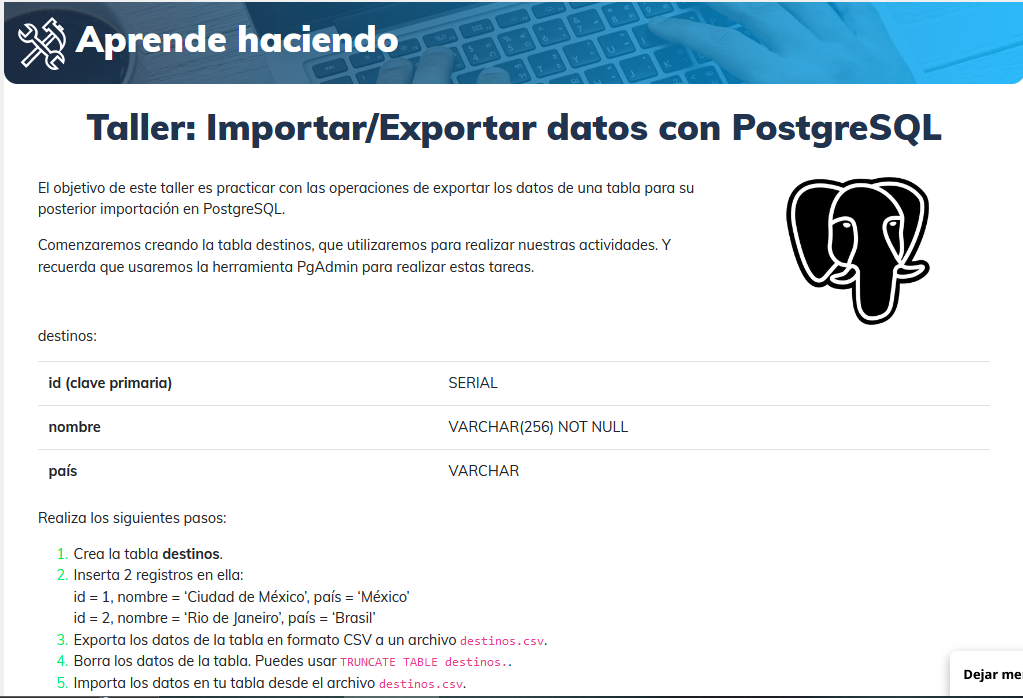 Aprende haciendo
Taller: Importar/Exportar datos con PostgreSQL
El objetivo de este taller es practicar con las operaciones de exportar los datos de una tabla para su
posterior importación en PostgreSQL.
Comenzaremos creando la tabla destinos, que utilizaremos para realizar nuestras actividades. Y
recuerda que usaremos la herramienta PgAdmin para realizar estas tareas.
destinos:
id (clave primaria) SERIAL
nombre VARCHAR(256) NOT NULL
país VARCHAR
Realiza los siguientes pasos:
1. Crea la tabla destinos.
2. Inserta 2 registros en ella:
id = 1, nombre = ‘Ciudad de México’, país = ‘México’
id = 2, nombre = ‘Rio de Janeiro’, país = ‘Brasil’
3. Exporta los datos de la tabla en formato CSV a un archivo destinos.csv.
4. Borra los datos de la tabla. Puedes usar TRUNCATE TABLE destinos..
5. Importa los datos en tu tabla desde el archivo destinos.csv.
Dejar me